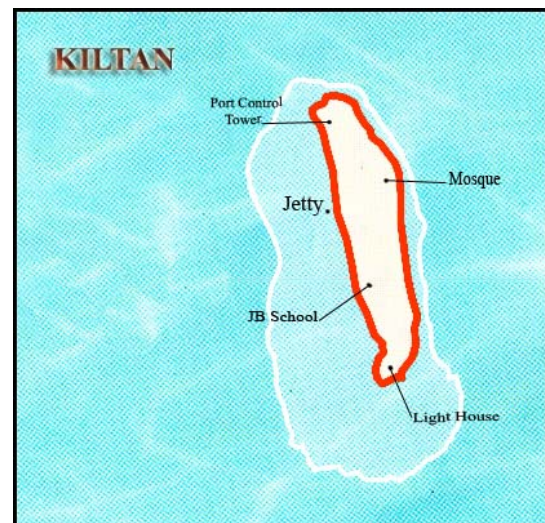 KILTAN
Port Control
Tower
Mosque
Jetty
JB School
Light House